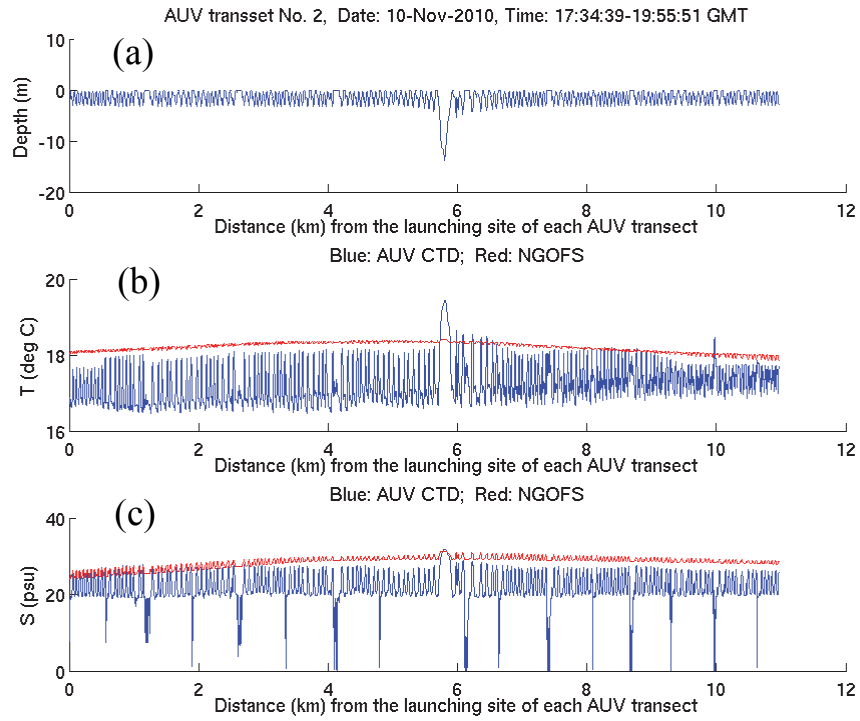 AUV transset No. 2, Date: 10-Nov-2010, Time: 17:34:39-19:55:51 GMT
(a)
10
0
-10
-20
Depth (m)
0 2 4 6 8 10 12
Distance (km) from the launching site of each AUV transect
Blue: AUV CTD; Red: NGOFS
(b)
20
18
16
T (deg C)
0 2 4 6 8 10 12
Distance (km) from the launching site of each AUV transect
Blue: AUV CTD; Red: NGOFS
(c)
40
20
0
S (psu)
0 2 4 6 8 10 12
Distance (km) from the launching site of each AUV transect